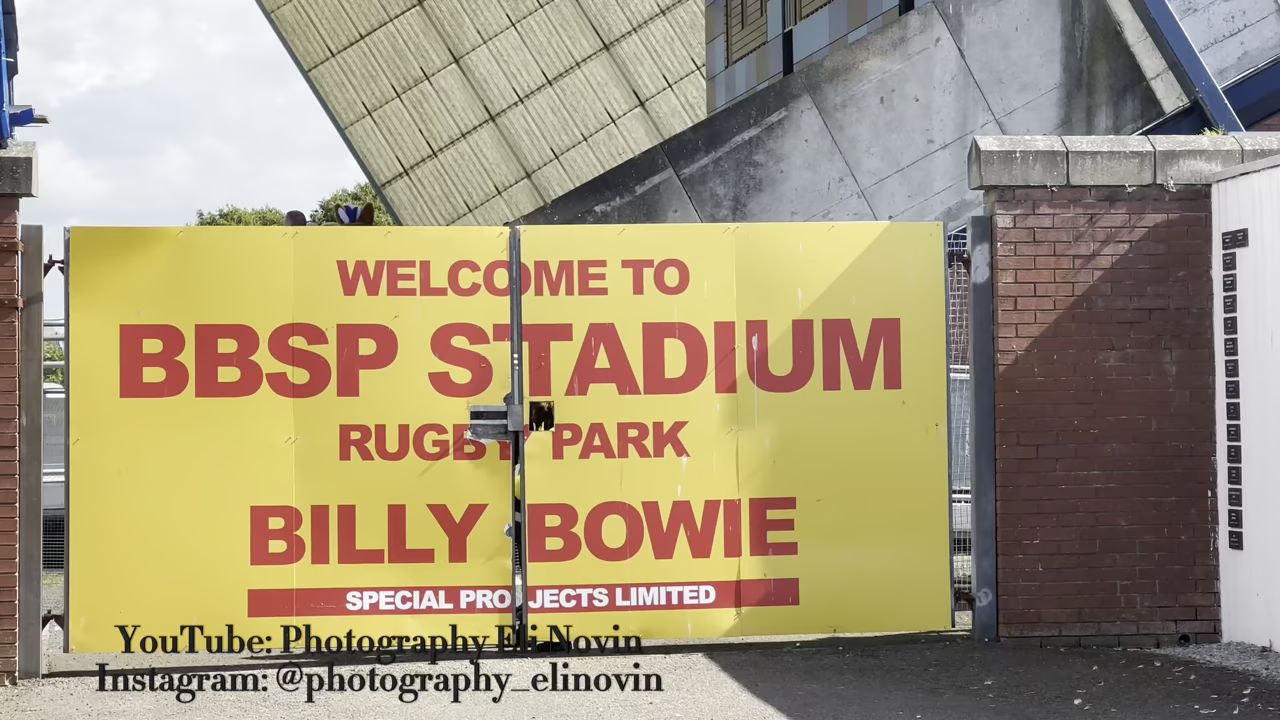 WELCOME TO
BBSP STADIUM
RUGBY PARK
BILLY BOWIE
SPECIAL PROJECTS LIMITED
YouTube: Photography Eli Novin
Instagram: @photography_elinovin